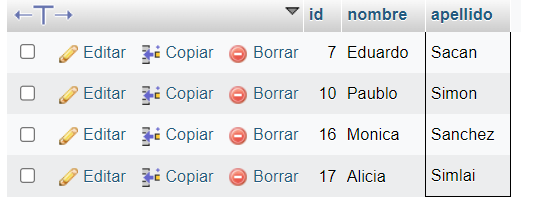 id nombre apellido
Editar Copiar Borrar 7 Eduardo Sacan
Editar Copiar Borrar 10 Paublo Simon
Editar Copiar Borrar 16 Monica Sanchez
Editar Copiar Borrar 17 Alicia Simlai